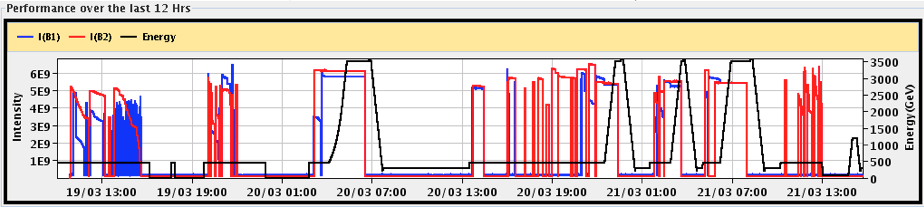 Performance over the last 12 Hrs
I(B1) I(B2) Energy
Intensity
6E9
5E9
4E9
3E9
2E9
1E9
3500
3000
2500
2000
1500
1000
500
0
Energy(GeV)
19/03 13:00 19/03 19:00 20/03 01:00 20/03 07:00 20/03 13:00 20/03 19:00 21/03 01:00 21/03 07:00 21/03 13:00